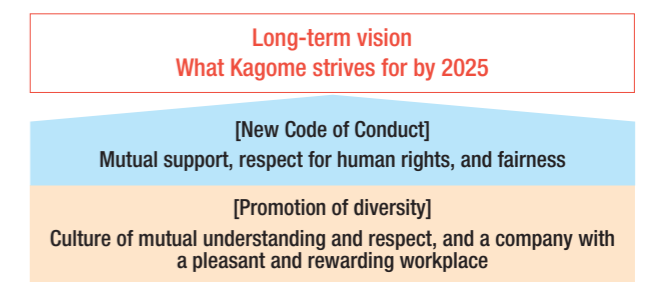 Long-term vision
What Kagome strives for by 2025
[New Code of Conduct]
Mutual support, respect for human rights, and fairness
[Promotion of diversity]
Culture of mutual understanding and respect, and a company with
a pleasant and rewarding workplace